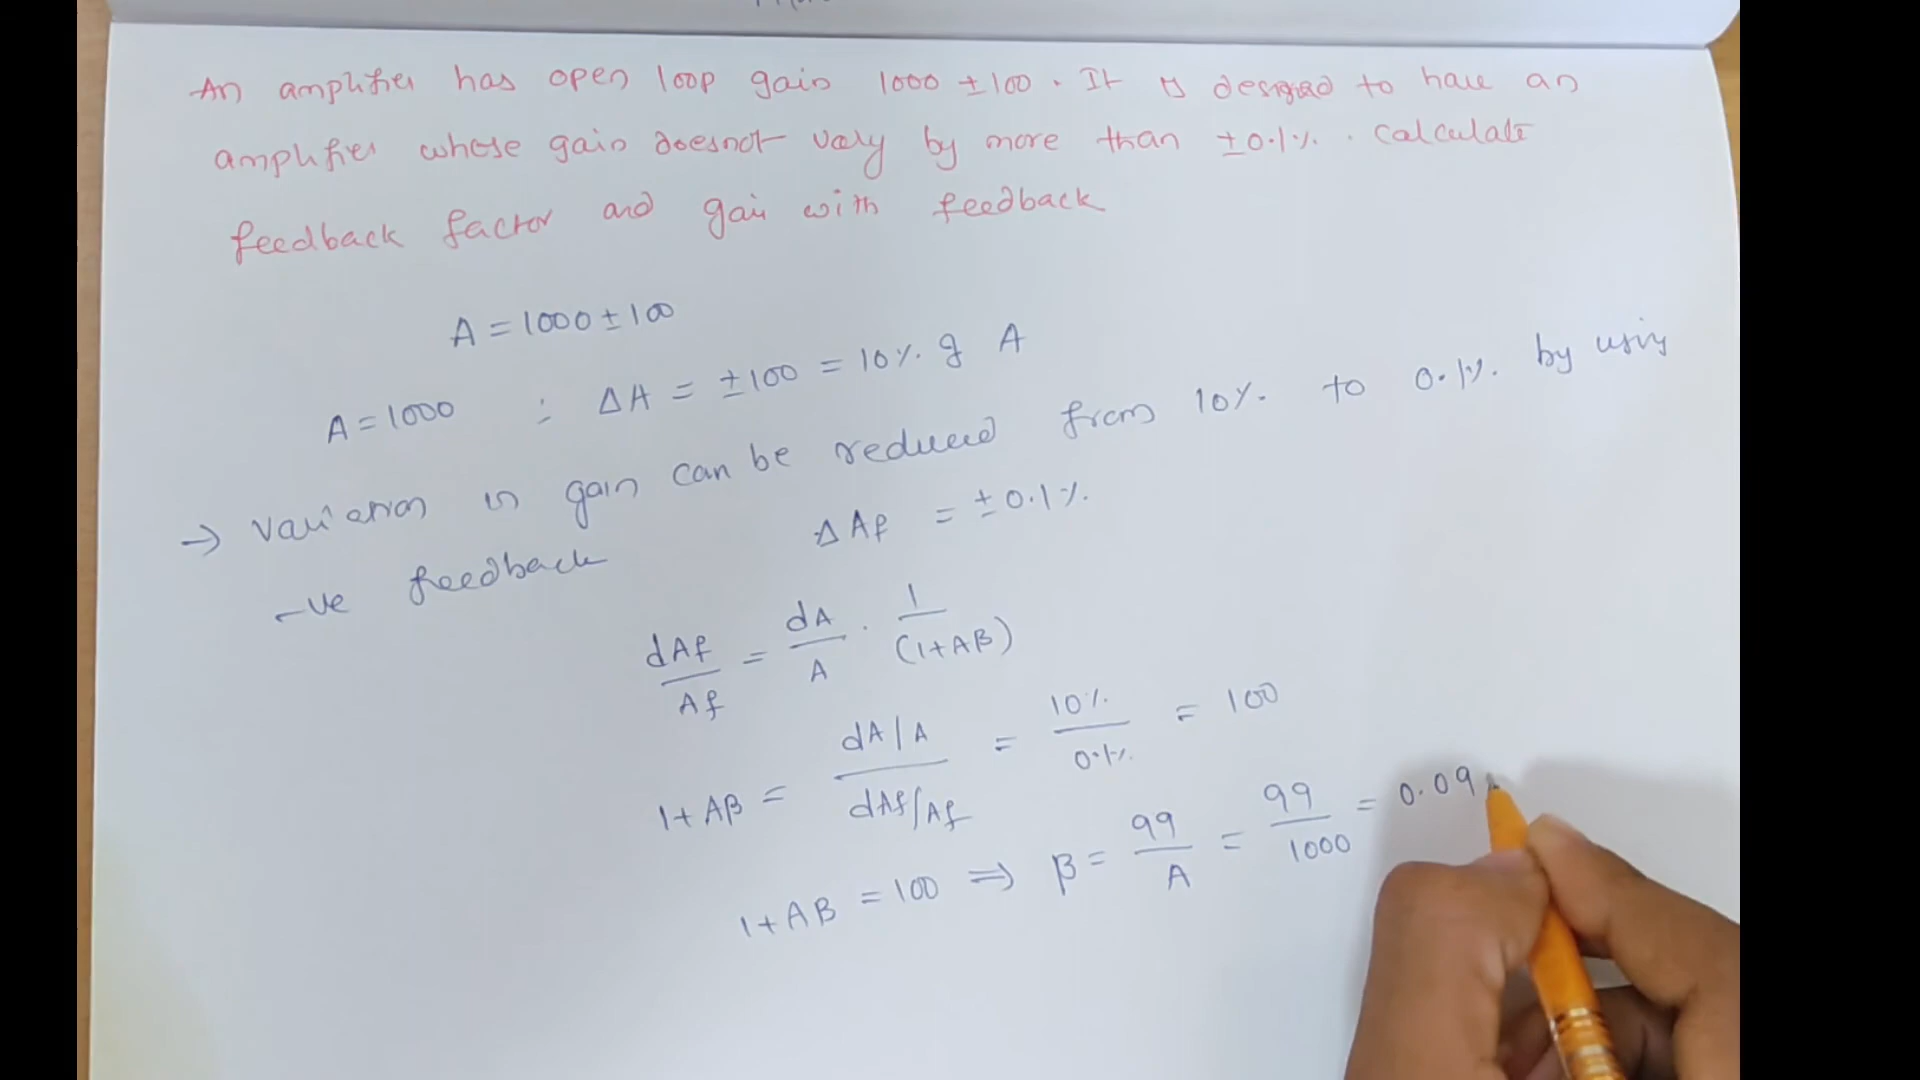 An amplifier has open loop gain 1000 ± 100 . It is designed to have an
amplifier whose gain doesnot vary by more than ±0.1% . Calculate
feedback factor and gain with feedback
A = 1000 ± 100
A = 1000 : ΔA = ±100 = 10% of A
→ Variation in gain can be reduced from 10% to 0.1% by using
-ve feedback ΔAf = ±0.1%
dAf/Af = dA/A . 1/(1+Aβ)
1+Aβ = (dA/A)/(dAf/Af) = 10%/0.1% = 100
1+Aβ = 100 ⇒ β = 99/A = 99/1000 = 0.09